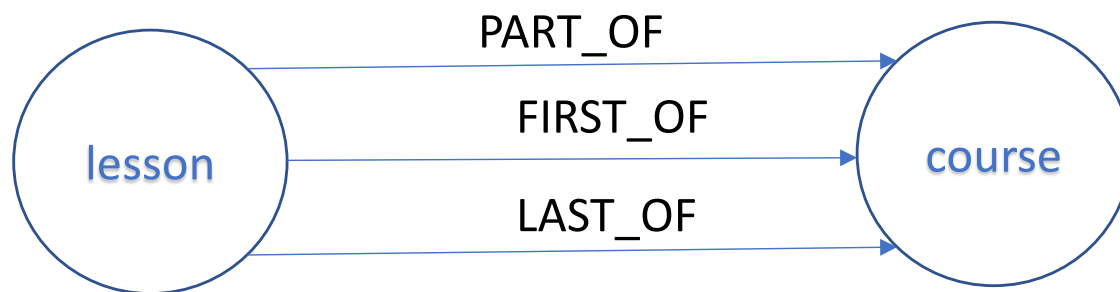 PART_OF
FIRST_OF
lesson
course
LAST_OF